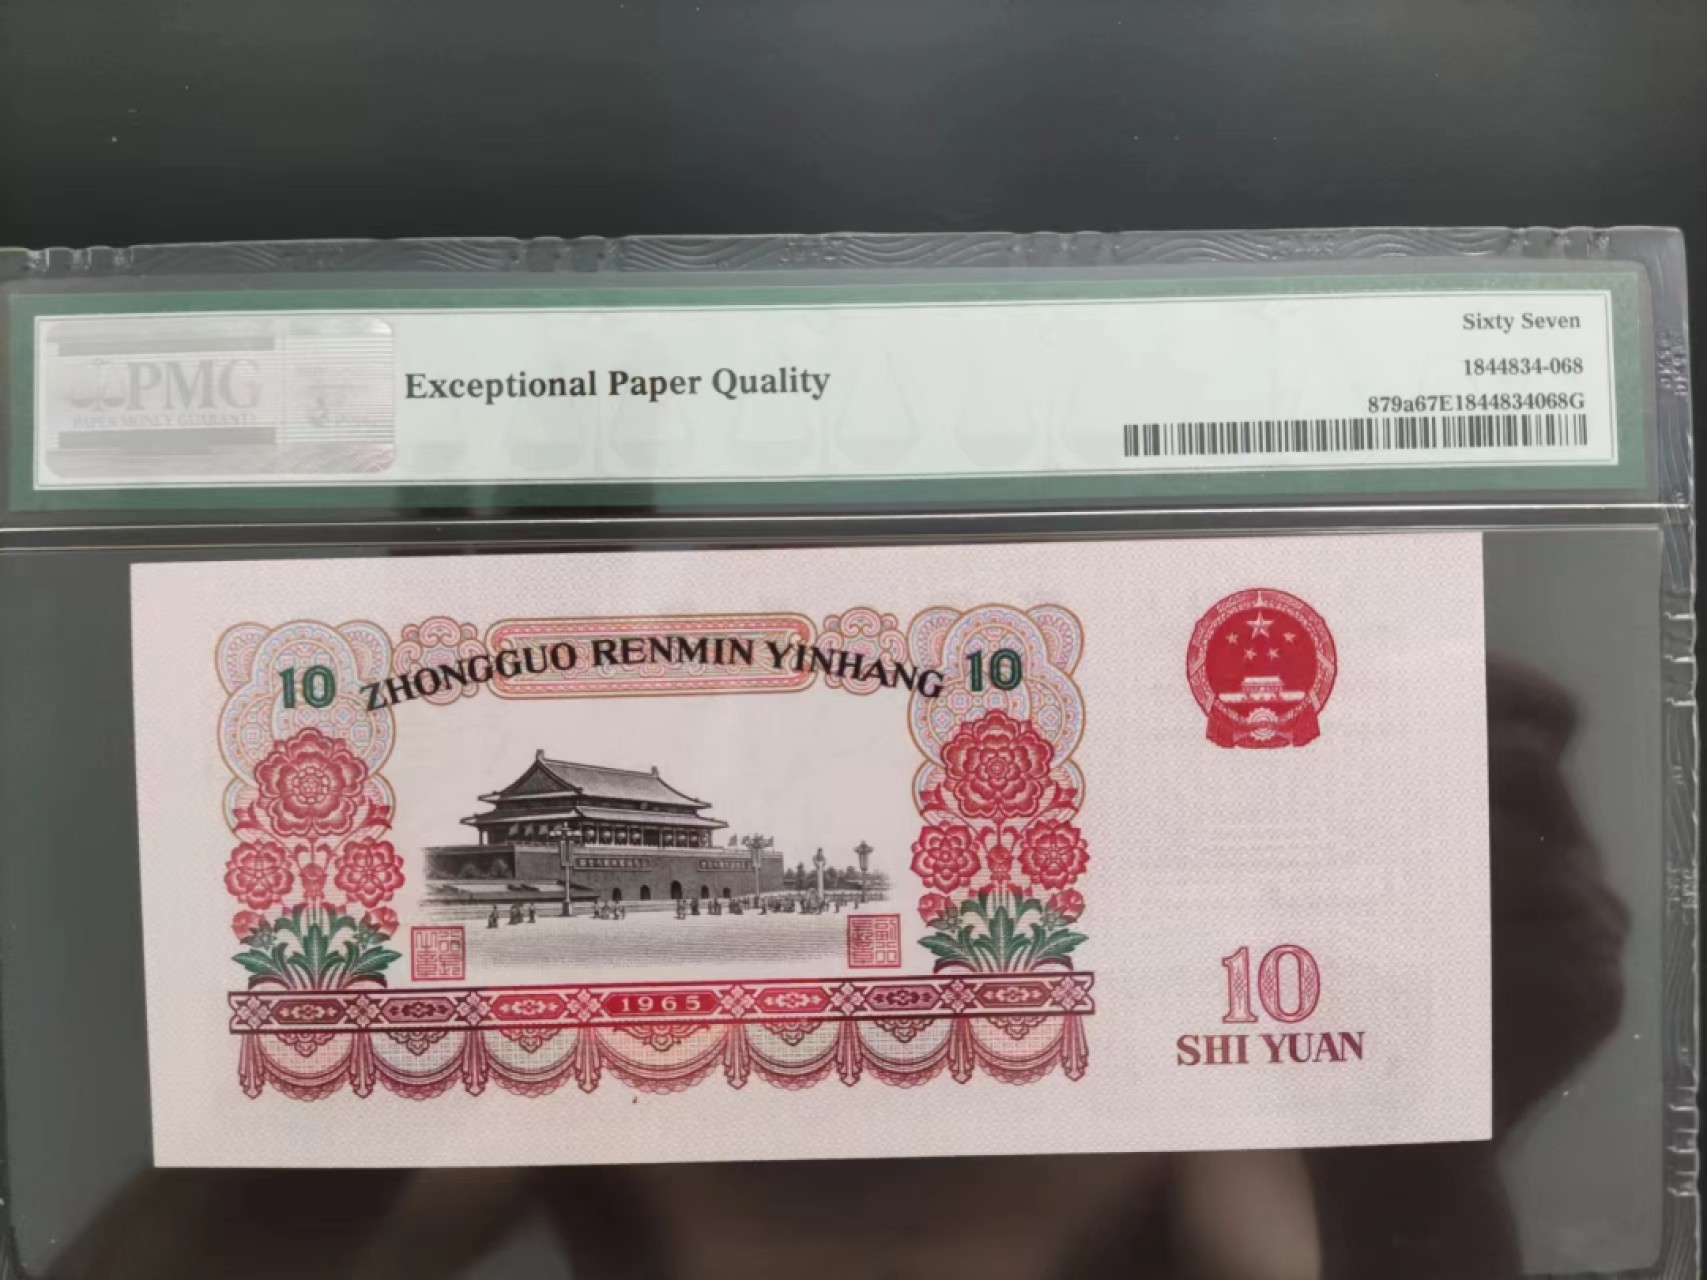 PMG
PAPER MONEY GUARANTY
Exceptional Paper Quality
Sixty Seven
1844834-068
879a67E1844834068G
10 ZHONGGUO RENMIN YINHANG 10
1965
10
SHI YUAN